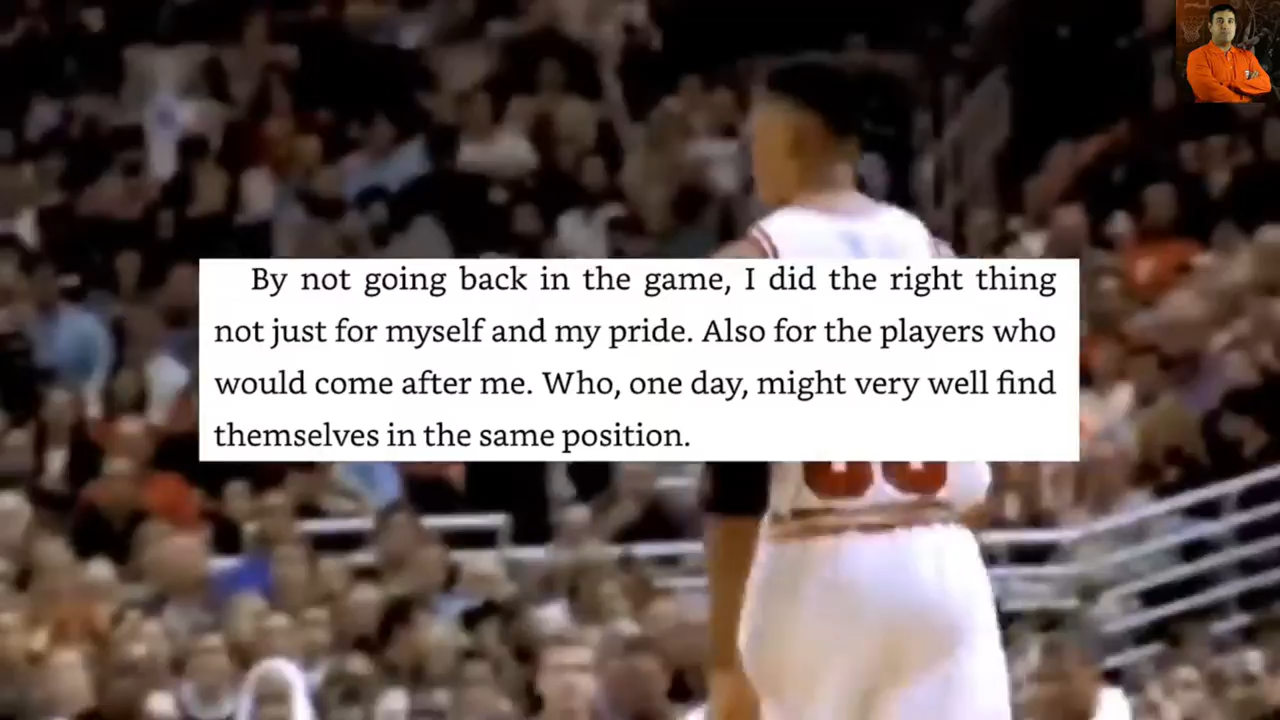 By not going back in the game, I did the right thing
not just for myself and my pride. Also for the players who
would come after me. Who, one day, might very well find
themselves in the same position.